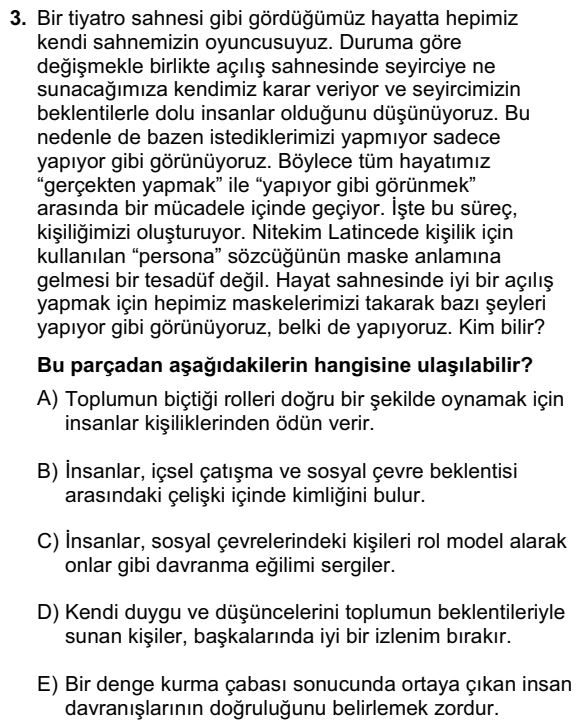 3. Bir tiyatro sahnesi gibi gördüğümüz hayatta hepimiz
kendi sahnemizin oyuncusuyuz. Duruma göre
değişmekle birlikte açılış sahnesinde seyirciye ne
sunacağımıza kendimiz karar veriyor ve seyircimizin
beklentilerle dolu insanlar olduğunu düşünüyoruz. Bu
nedenle de bazen istediklerimizi yapmıyor sadece
yapıyor gibi görünüyoruz. Böylece tüm hayatımız
“gerçekten yapmak” ile “yapıyor gibi görünmek”
arasında bir mücadele içinde geçiyor. İşte bu süreç,
kişiliğimizi oluşturuyor. Nitekim Latincede kişilik için
kullanılan “persona” sözcüğünün maske anlamına
gelmesi bir tesadüf değil. Hayat sahnesinde iyi bir açılış
yapmak için hepimiz maskelerimizi takarak bazı şeyleri
yapıyor gibi görünüyoruz, belki de yapıyoruz. Kim bilir?
Bu parçadan aşağıdakilerin hangisine ulaşılabilir?
A) Toplumun biçtiği rolleri doğru bir şekilde oynamak için
insanlar kişiliklerinden ödün verir.
B) İnsanlar, içsel çatışma ve sosyal çevre beklentisi
arasındaki çelişki içinde kimliğini bulur.
C) İnsanlar, sosyal çevrelerindeki kişileri rol model alarak
onlar gibi davranma eğilimi sergiler.
D) Kendi duygu ve düşüncelerini toplumun beklentileriyle
sunan kişiler, başkalarında iyi bir izlenim bırakır.
E) Bir denge kurma çabası sonucunda ortaya çıkan insan
davranışlarının doğruluğunu belirlemek zordur.